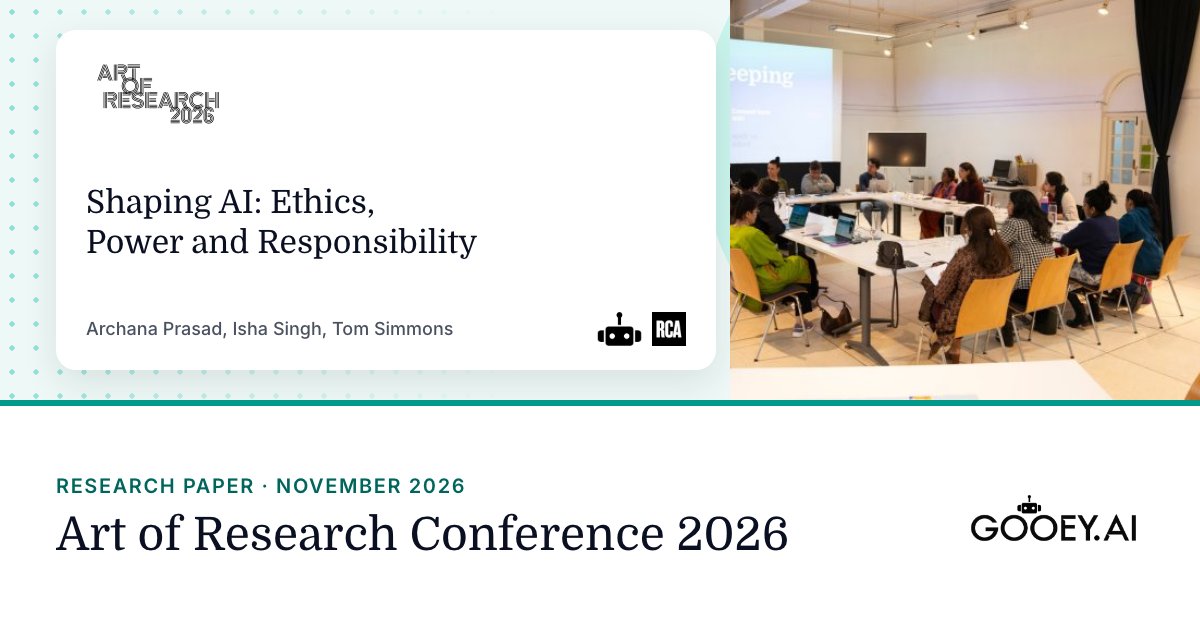 ART
OF
RESEARCH
2026
Shaping AI: Ethics,
Power and Responsibility
Archana Prasad, Isha Singh, Tom Simmons
RCA
eeping
RESEARCH PAPER · NOVEMBER 2026
Art of Research Conference 2026
GOOEY.AI